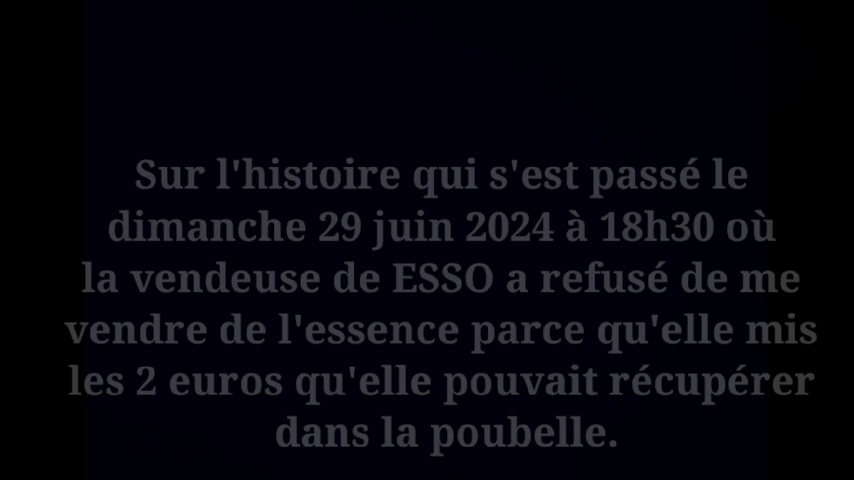 Sur l'histoire qui s'est passé le
dimanche 29 juin 2024 à 18h30 où
la vendeuse de ESSO a refusé de me
vendre de l'essence parce qu'elle mis
les 2 euros qu'elle pouvait récupérer
dans la poubelle.